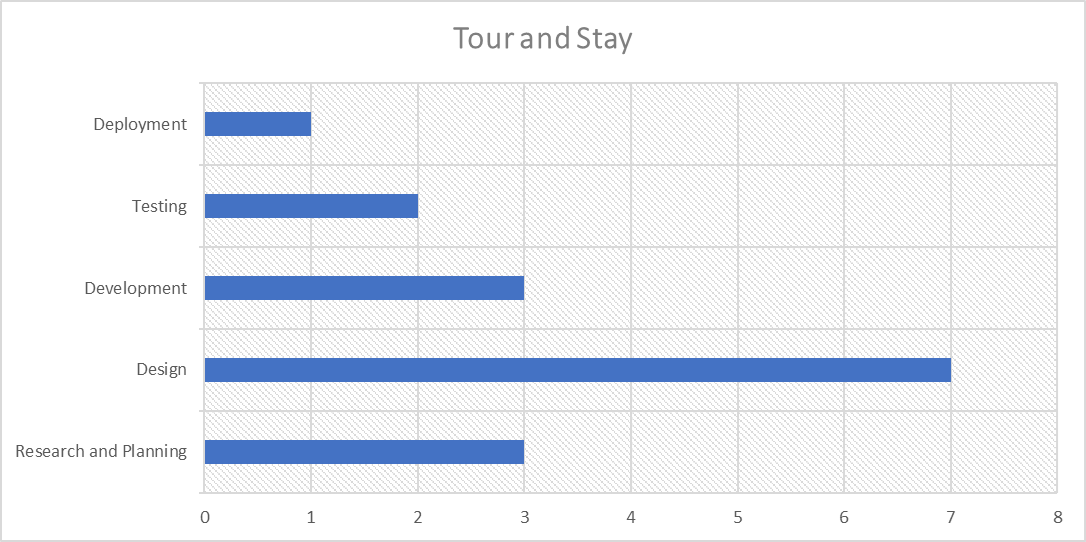 Tour and Stay
Deployment
Testing
Development
Design
Research and Planning
0 1 2 3 4 5 6 7 8